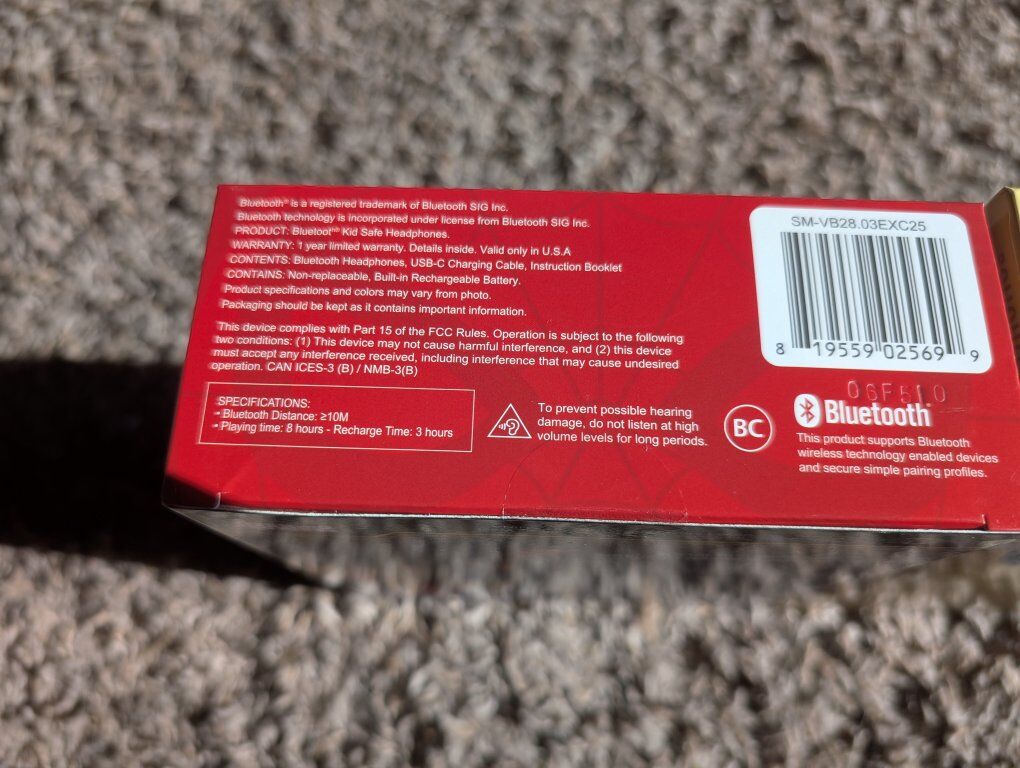 Bluetooth® is a registered trademark of Bluetooth SIG Inc.
Bluetooth technology is incorporated under license from Bluetooth SIG Inc.
PRODUCT: Bluetoot'® Kid Safe Headphones.
WARRANTY: 1 year limited warranty. Details inside. Valid only in U.S.A
CONTENTS: Bluetooth Headphones, USB-C Charging Cable, Instruction Booklet
CONTAINS: Non-replaceable, Built-in Rechargeable Battery.
Product specifications and colors may vary from photo.
Packaging should be kept as it contains important information.
This device complies with Part 15 of the FCC Rules. Operation is subject to the following
two conditions: (1) This device may not cause harmful interference, and (2) this device
must accept any interference received, including interference that may cause undesired
operation. CAN ICES-3 (B) / NMB-3(B)
SPECIFICATIONS:
• Bluetooth Distance: ≥10M
• Playing time: 8 hours - Recharge Time: 3 hours
To prevent possible hearing
damage, do not listen at high
volume levels for long periods.
BC
SM-VB28.03EXC25
8 19559 02569 9
06F510
Bluetooth
This product supports Bluetooth
wireless technology enabled devices
and secure simple pairing profiles.